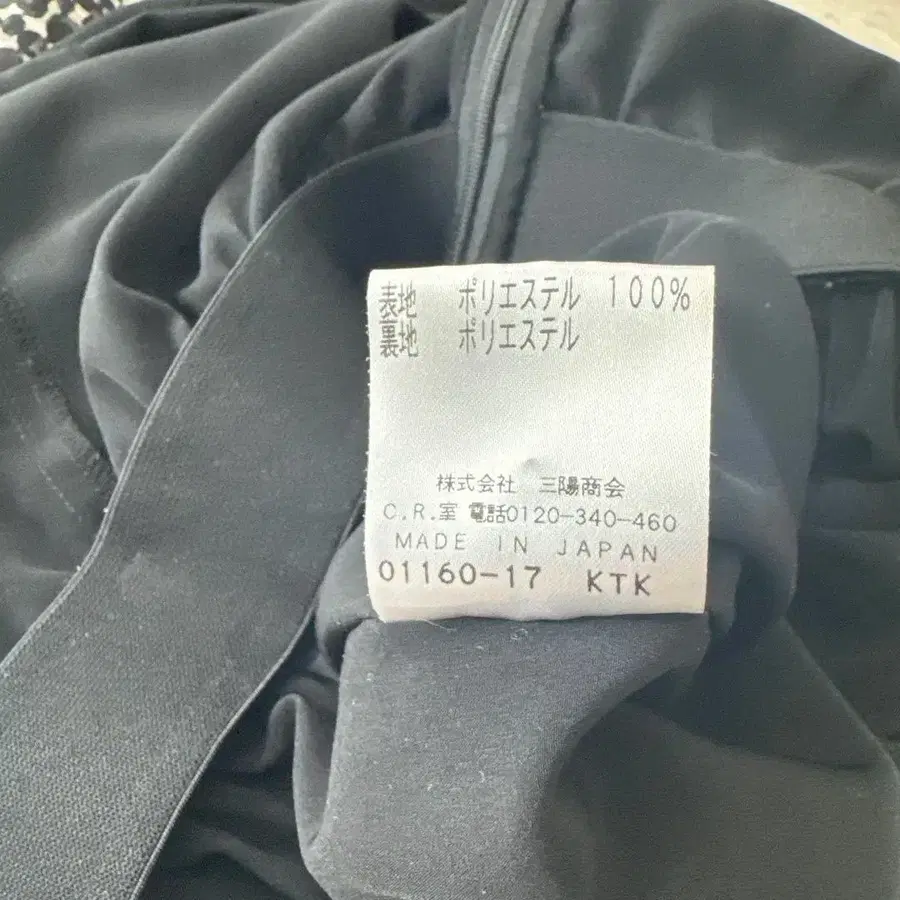 表地 ポリエステル 100%
裏地 ポリエステル
株式会社 三陽商会
C.R.室 電話0120-340-460
MADE IN JAPAN
01160-17 KTK